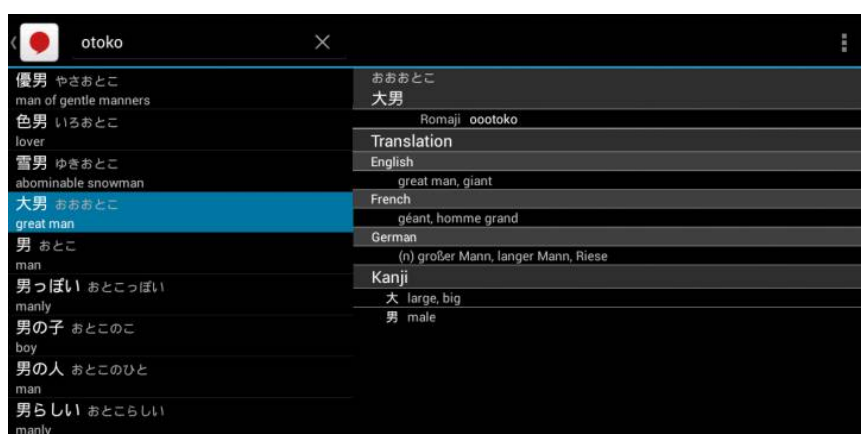 otoko
優男 やさおとこ
man of gentle manners
色男 いろおとこ
lover
雪男 ゆきおとこ
abominable snowman
大男 おおおとこ
great man
男 おとこ
man
男っぽい おとこっぽい
manly
男の子 おとこのこ
boy
男の人 おとこのひと
man
男らしい おとこらしい
manly
おおおとこ
大男
Romaji oootoko
Translation
English
great man, giant
French
géant, homme grand
German
(n) großer Mann, langer Mann, Riese
Kanji
大 large, big
男 male